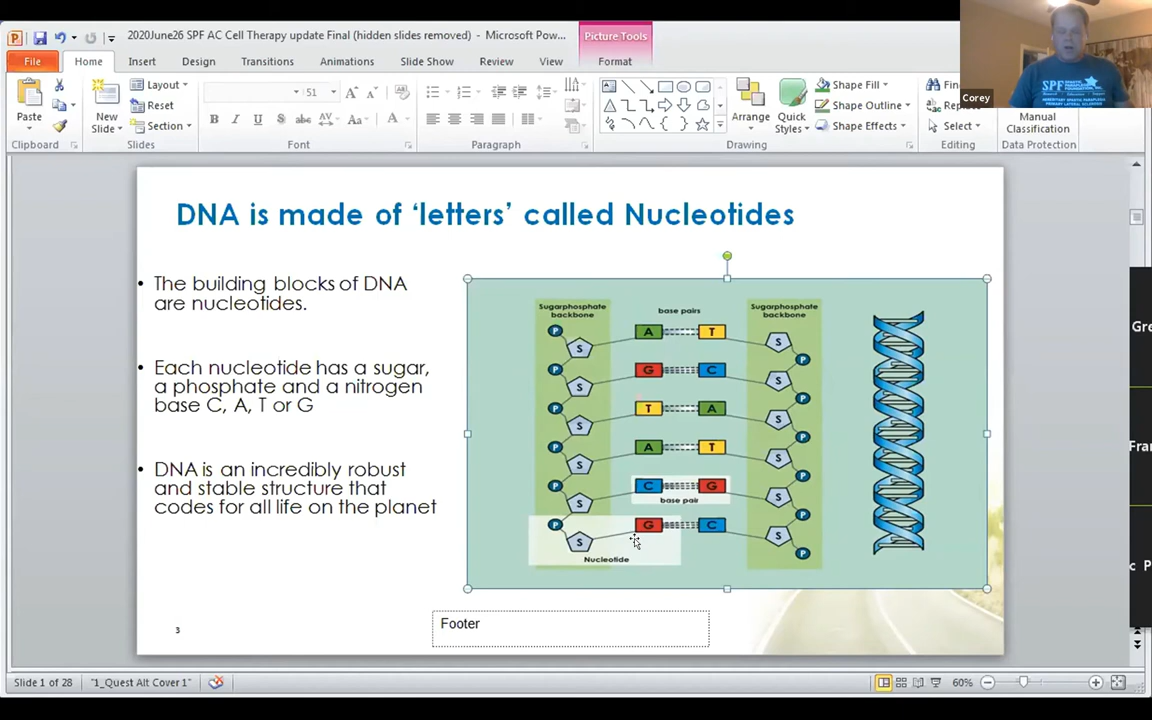 2020June26 SPF AC Cell Therapy update Final (hidden slides removed) - Microsoft Pow...
Picture Tools
File
Home
Insert
Design
Transitions
Animations
Slide Show
Review
View
Format
Paste
New
Slide
Layout
Reset
Section
51
Arrange
Quick
Styles
Shape Fill
Shape Outline
Shape Effects
Select
Manual
Classification
Clipboard
Slides
Font
Paragraph
Drawing
Editing
Data Protection
Corey
SPF
DNA is made of ‘letters’ called Nucleotides
• The building blocks of DNA
are nucleotides.
• Each nucleotide has a sugar,
a phosphate and a nitrogen
base C, A, T or G
• DNA is an incredibly robust
and stable structure that
codes for all life on the planet
Sugarphosphate
backbone
base pairs
Sugarphosphate
backbone
P S A T S P
P S G C S P
P S T A S P
P S A T S P
P S C G S P
base pair
P S G C S P
Nucleotide
3
Footer
Slide 1 of 28
"1_Quest Alt Cover 1"
60%